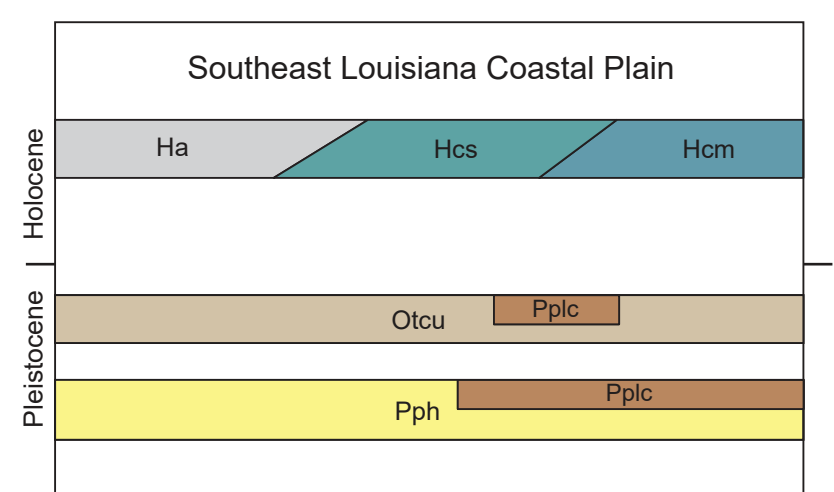 Southeast Louisiana Coastal Plain
Holocene
Ha
Hcs
Hcm
Pleistocene
Otcu
Pplc
Pph
Pplc